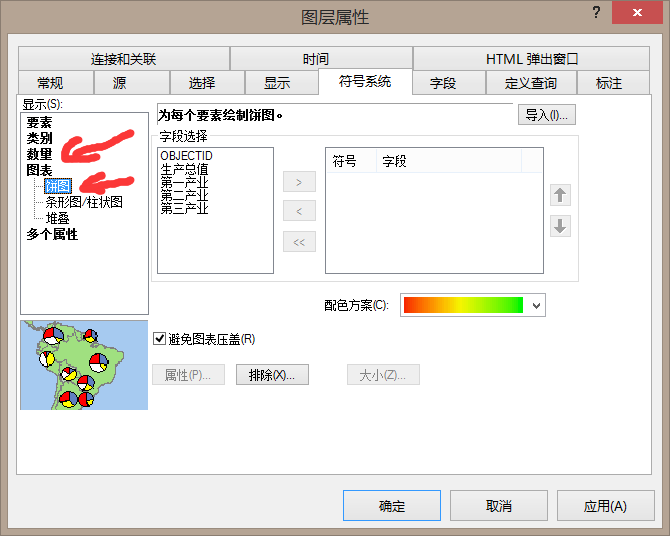 图层属性
?
连接和关联 时间 HTML 弹出窗口
常规 源 选择 显示 符号系统 字段 定义查询 标注
显示(S):
要素
类别
数量
图表
饼图
条形图/柱状图
堆叠
多个属性
为每个要素绘制饼图。
导入(I)...
字段选择
OBJECTID
生产总值
第一产业
第二产业
第三产业
>
<
<<
符号 字段
配色方案(C):
避免图表压盖(R)
属性(P)... 排除(X)... 大小(Z)...
确定 取消 应用(A)